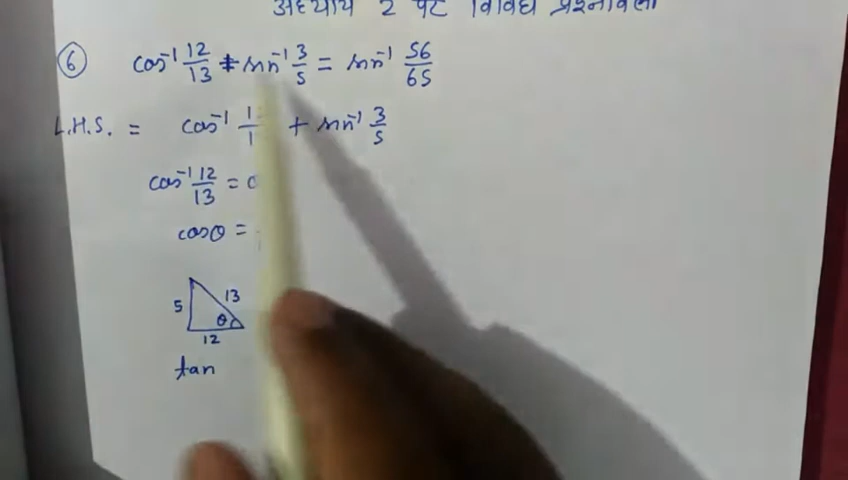 अध्याय 2 पर विविध प्रश्नावली
6 cos⁻¹ 12/13 + sin⁻¹ 3/5 = sin⁻¹ 56/65
L.H.S. = cos⁻¹ + sin⁻¹ 3/5
cos⁻¹ 12/13 =
cosθ =
5 13
θ
12
tan